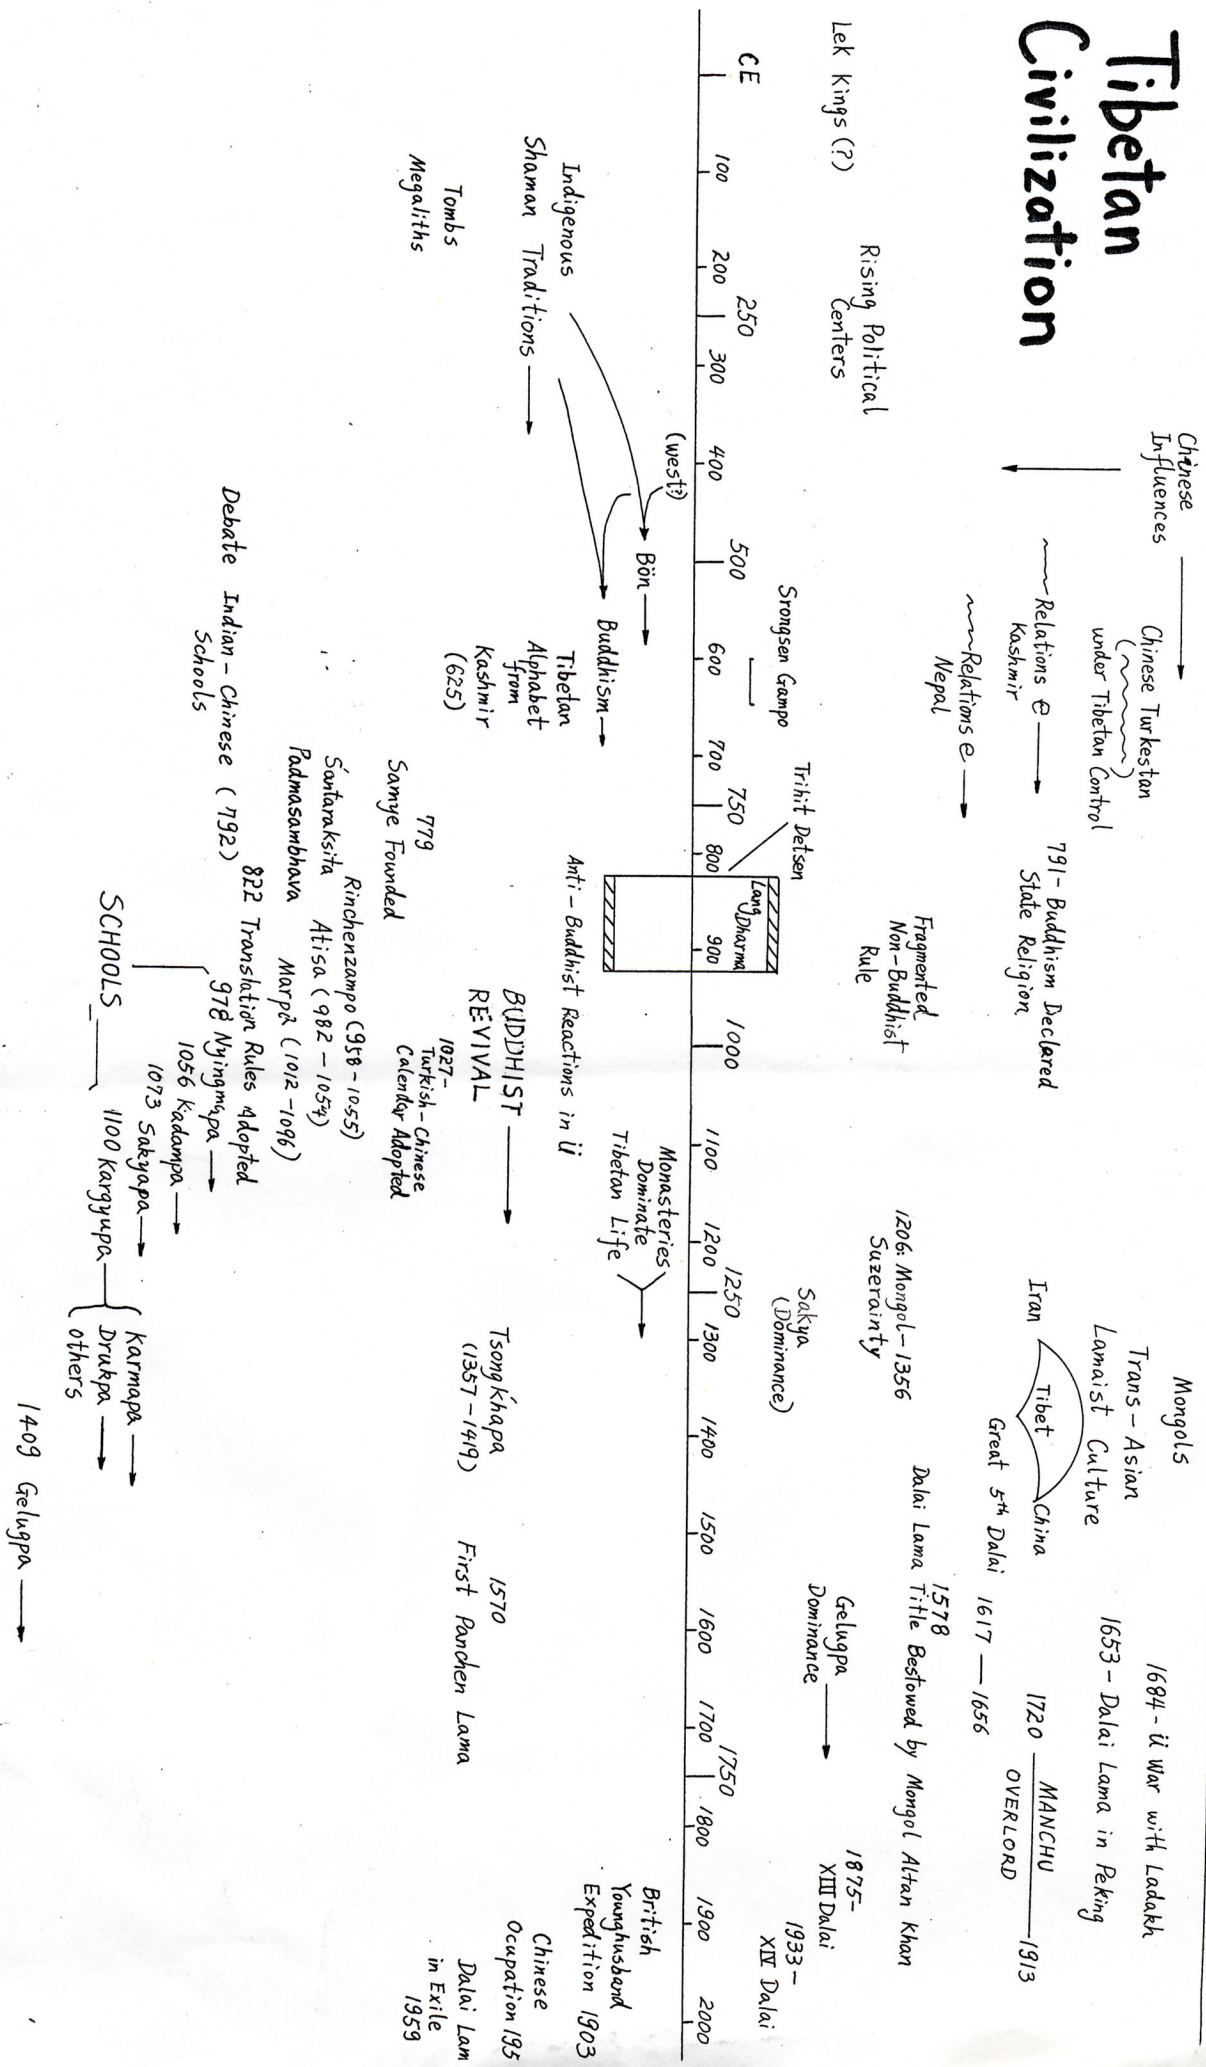 Tibetan
Civilization
Chinese
Influences
Chinese Turkestan
under Tibetan Control
Relations c̄
Kashmir
Relations c̄
Nepal
791 - Buddhism Declared
State Religion
Fragmented
Non-Buddhist
Rule
Mongols
Trans-Asian
Lamaist Culture
Iran
Tibet
China
1684 - ü War with Ladakh
1653 - Dalai Lama in Peking
1720
MANCHU
OVERLORD
1913
Great 5th Dalai 1617 — 1656
1578
Dalai Lama Title Bestowed by Mongol Altan Khan
1206: Mongol - 1356
Suzerainty
Lek Kings (?)
Rising Political
Centers
Srongsen Gampo
Trihit Detsen
Lang Dharma
Sakya
(Dominance)
Gelugpa
Dominance
1875-
XIII Dalai
1933-
XIV Dalai
CE
100
200
250
300
400
500
600
700
750
800
900
1000
1100
1200
1250
1300
1400
1500
1600
1700
1750
1800
1900
2000
(west?)
Bön
Buddhism
Indigenous
Shaman Traditions
Tombs
Megaliths
Tibetan
Alphabet
from
Kashmir
(625)
Anti-Buddhist Reactions in Ü
Monasteries
Dominate
Tibetan Life
BUDDHIST
REVIVAL
1027-
Turkish-Chinese
Calendar Adopted
779
Samye Founded
Rinchenzampo (958-1055)
Śantaraksita
Atisa (982-1054)
Padmasambhava
Marpa (1012-1096)
Debate Indian-Chinese (792)
Schools
822 Translation Rules Adopted
SCHOOLS
978 Nyingmapa
1056 Kadampa
1073 Sakyapa
1100 Kargyupa
Karmapa
Drukpa
others
1409 Gelugpa
Tsong Khapa
(1357-1419)
1570
First Panchen Lama
British
Younghusband
Expedition 1903
Chinese
Ocupation 195
Dalai Lam
in Exile
1959